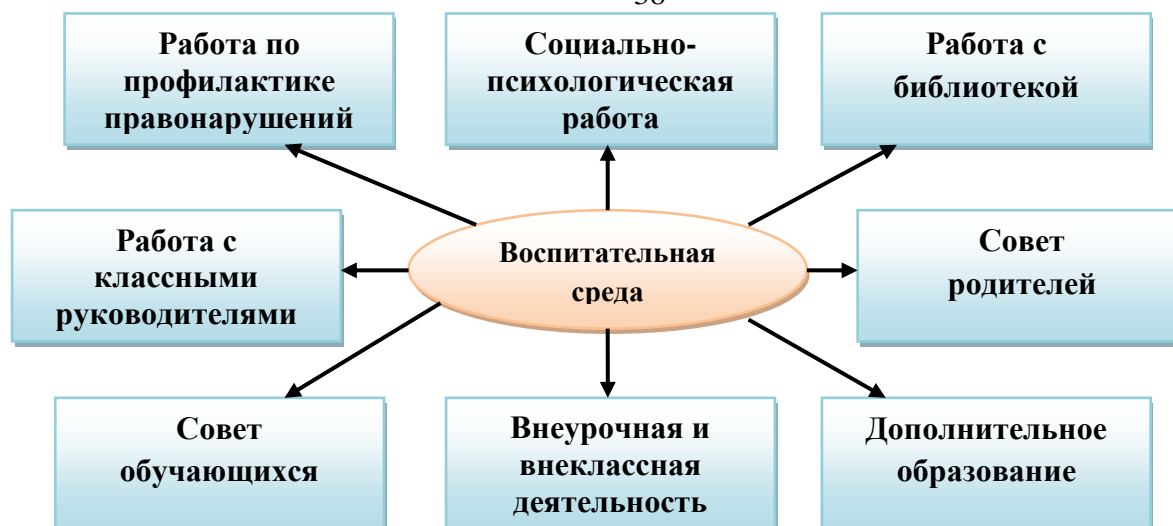 Работа по
профилактике
правонарушений
Социально-
психологическая
работа
Работа с
библиотекой
Работа с
классными
руководителями
Воспитательная
среда
Совет
родителей
Совет
обучающихся
Внеурочная и
внеклассная
деятельность
Дополнительное
образование